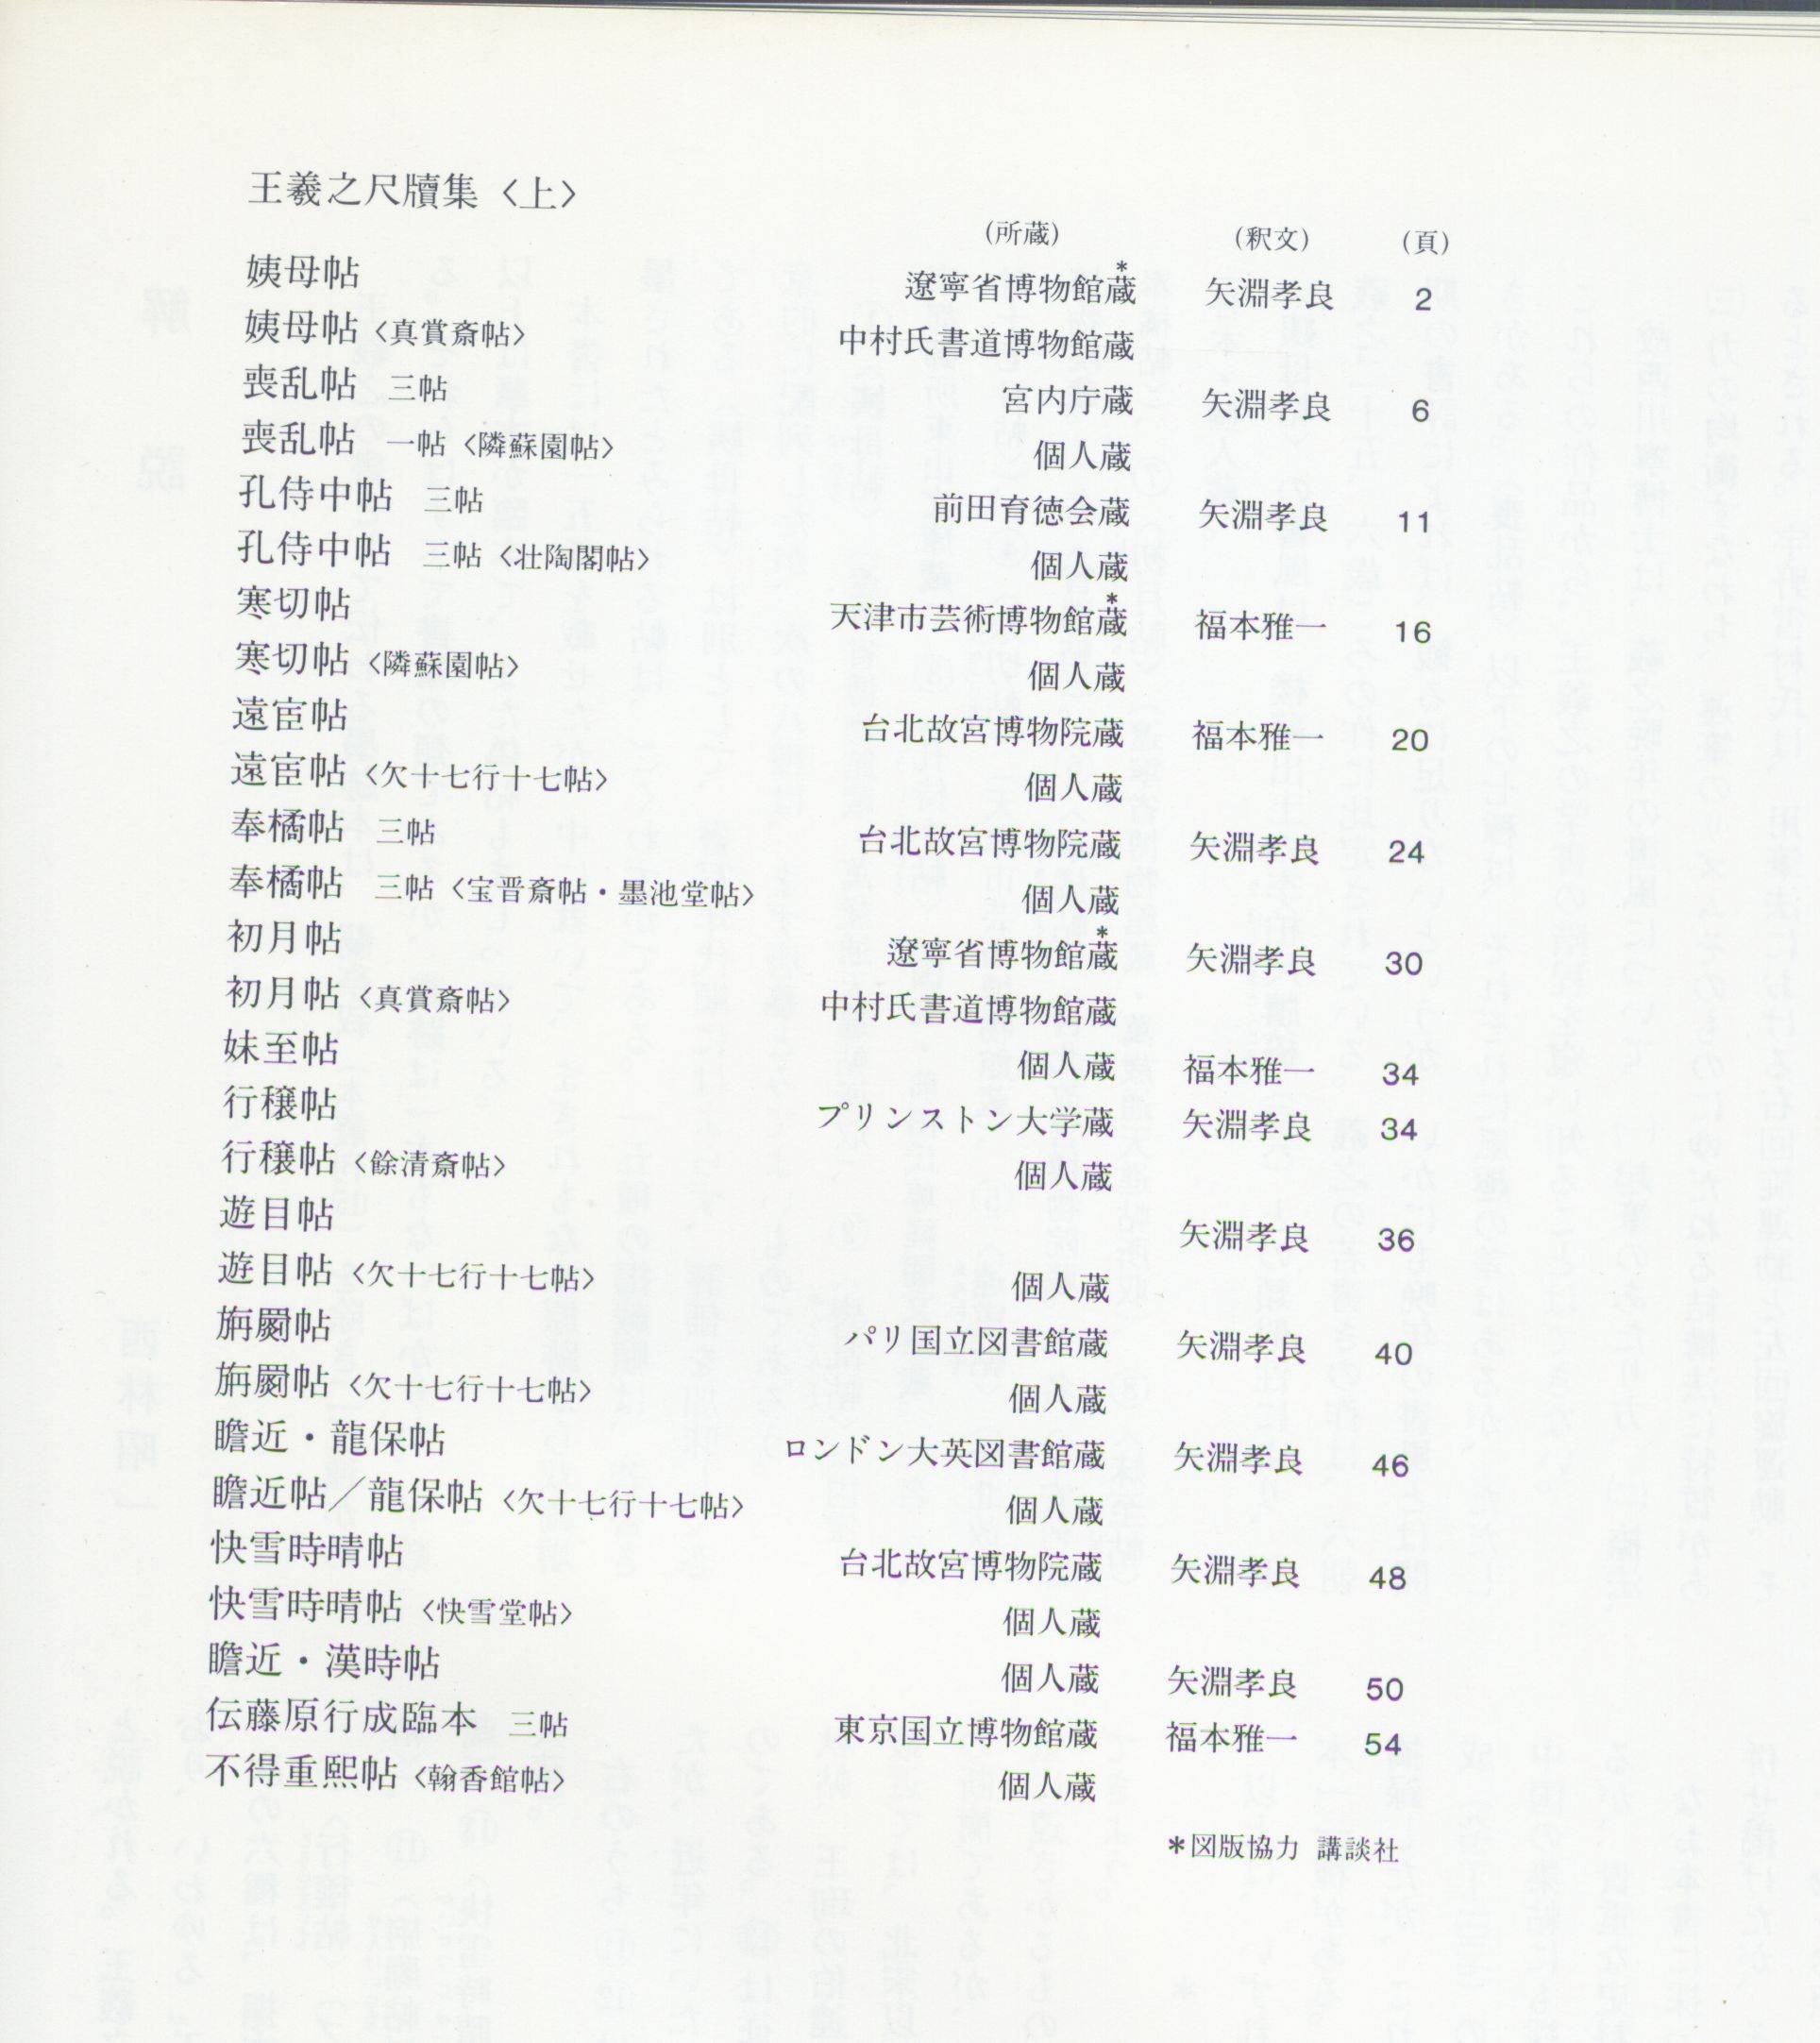 王羲之尺牘集〈上〉
(所蔵) (釈文) (頁)
姨母帖 遼寧省博物館蔵* 矢淵孝良 2
姨母帖〈真賞斎帖〉 中村氏書道博物館蔵
喪乱帖 三帖 宮内庁蔵 矢淵孝良 6
喪乱帖 一帖〈隣蘇園帖〉 個人蔵
孔侍中帖 三帖 前田育徳会蔵 矢淵孝良 11
孔侍中帖 三帖〈壮陶閣帖〉 個人蔵
寒切帖 天津市芸術博物館蔵* 福本雅一 16
寒切帖〈隣蘇園帖〉 個人蔵
遠宦帖 台北故宮博物院蔵 福本雅一 20
遠宦帖〈欠十七行十七帖〉 個人蔵
奉橘帖 三帖 台北故宮博物院蔵 矢淵孝良 24
奉橘帖 三帖〈宝晋斎帖・墨池堂帖〉 個人蔵
初月帖 遼寧省博物館蔵* 矢淵孝良 30
初月帖〈真賞斎帖〉 中村氏書道博物館蔵
妹至帖 個人蔵 福本雅一 34
行穣帖 プリンストン大学蔵 矢淵孝良 34
行穣帖〈餘清斎帖〉 個人蔵
遊目帖 矢淵孝良 36
遊目帖〈欠十七行十七帖〉 個人蔵
旃罽帖 パリ国立図書館蔵 矢淵孝良 40
旃罽帖〈欠十七行十七帖〉 個人蔵
瞻近・龍保帖 ロンドン大英図書館蔵 矢淵孝良 46
瞻近帖／龍保帖〈欠十七行十七帖〉 個人蔵
快雪時晴帖 台北故宮博物院蔵 矢淵孝良 48
快雪時晴帖〈快雪堂帖〉 個人蔵
瞻近・漢時帖 個人蔵 矢淵孝良 50
伝藤原行成臨本 三帖 東京国立博物館蔵 福本雅一 54
不得重熙帖〈翰香館帖〉 個人蔵
*図版協力 講談社